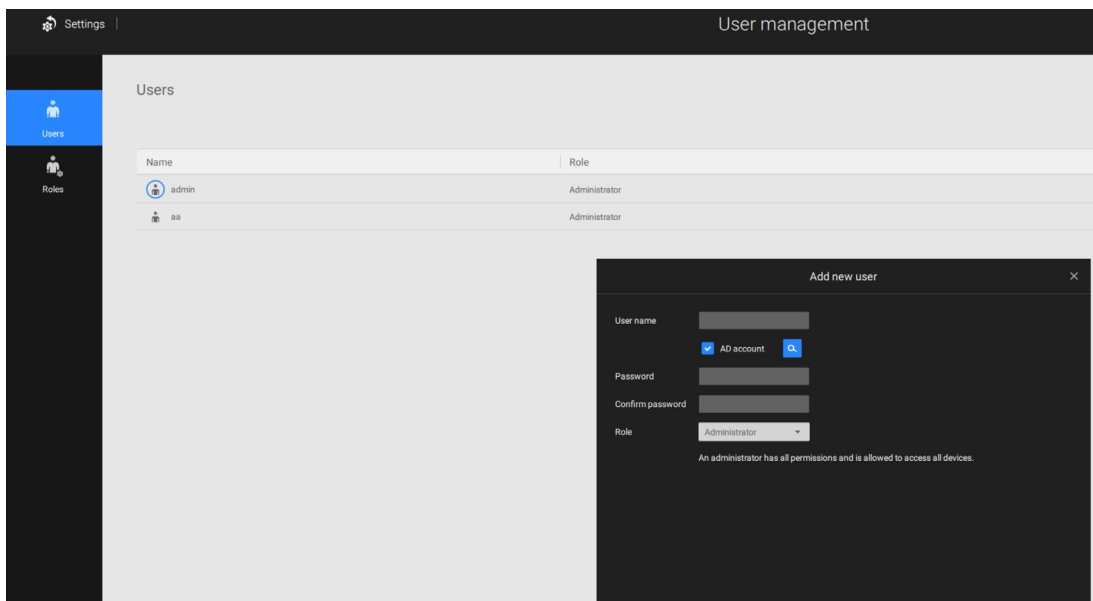 Settings
User management
Users
Users
Roles
Name Role
admin Administrator
aa Administrator
Add new user
User name
AD account
Password
Confirm password
Role Administrator
An administrator has all permissions and is allowed to access all devices.